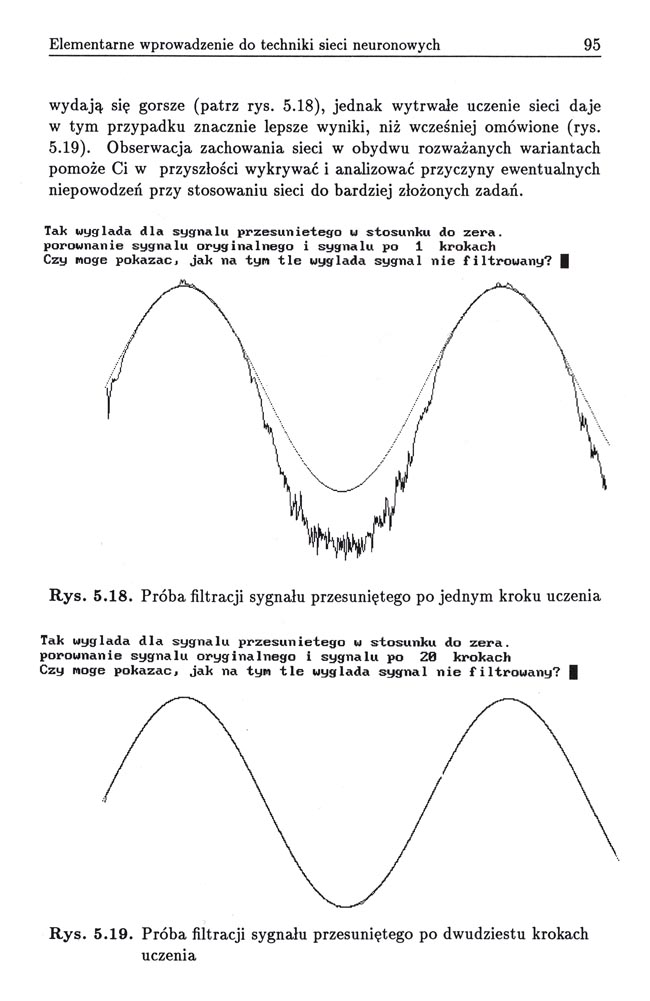 Elementarne wprowadzenie do techniki sieci neuronowych 95
wydają się gorsze (patrz rys. 5.18), jednak wytrwałe uczenie sieci daje
w tym przypadku znacznie lepsze wyniki, niż wcześniej omówione (rys.
5.19). Obserwacja zachowania sieci w obydwu rozważanych wariantach
pomoże Ci w przyszłości wykrywać i analizować przyczyny ewentualnych
niepowodzeń przy stosowaniu sieci do bardziej złożonych zadań.
Tak wyglada dla sygnalu przesunietego w stosunku do zera.
porownanie sygnalu oryginalnego i sygnalu po 1 krokach
Czy moge pokazac, jak na tym tle wyglada sygnal nie filtrowany?
Rys. 5.18. Próba filtracji sygnału przesuniętego po jednym kroku uczenia
Tak wyglada dla sygnalu przesunietego w stosunku do zera.
porownanie sygnalu oryginalnego i sygnalu po 20 krokach
Czy moge pokazac, jak na tym tle wyglada sygnal nie filtrowany?
Rys. 5.19. Próba filtracji sygnału przesuniętego po dwudziestu krokach
uczenia